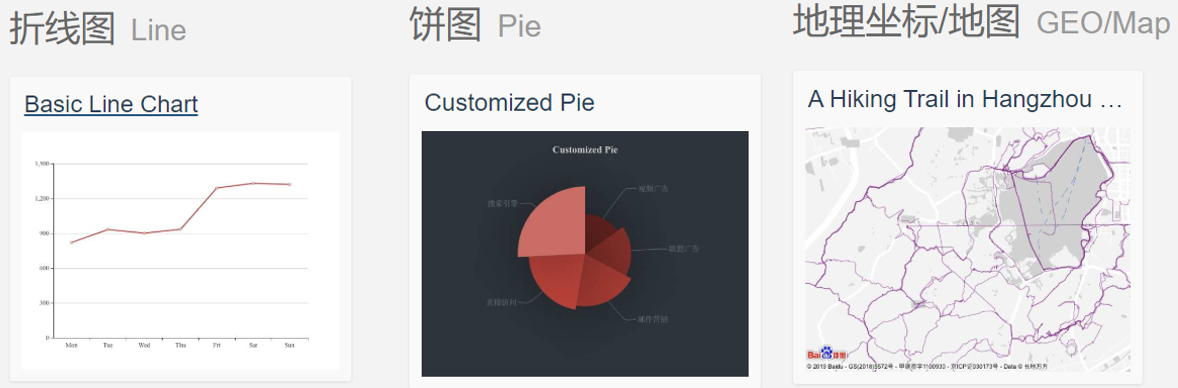 折线图 Line
Basic Line Chart
1,500
1,200
900
600
300
0
Mon Tue Wed Thu Fri Sat Sun
饼图 Pie
Customized Pie
Customized Pie
搜索引擎
视频广告
联盟广告
直接访问
邮件营销
地理坐标/地图 GEO/Map
A Hiking Trail in Hangzhou …
Bai 百度
© 2019 Baidu - GS(2018)5572号 - 甲测资字1100930 - 京ICP证030173号 - Data © 长地万方